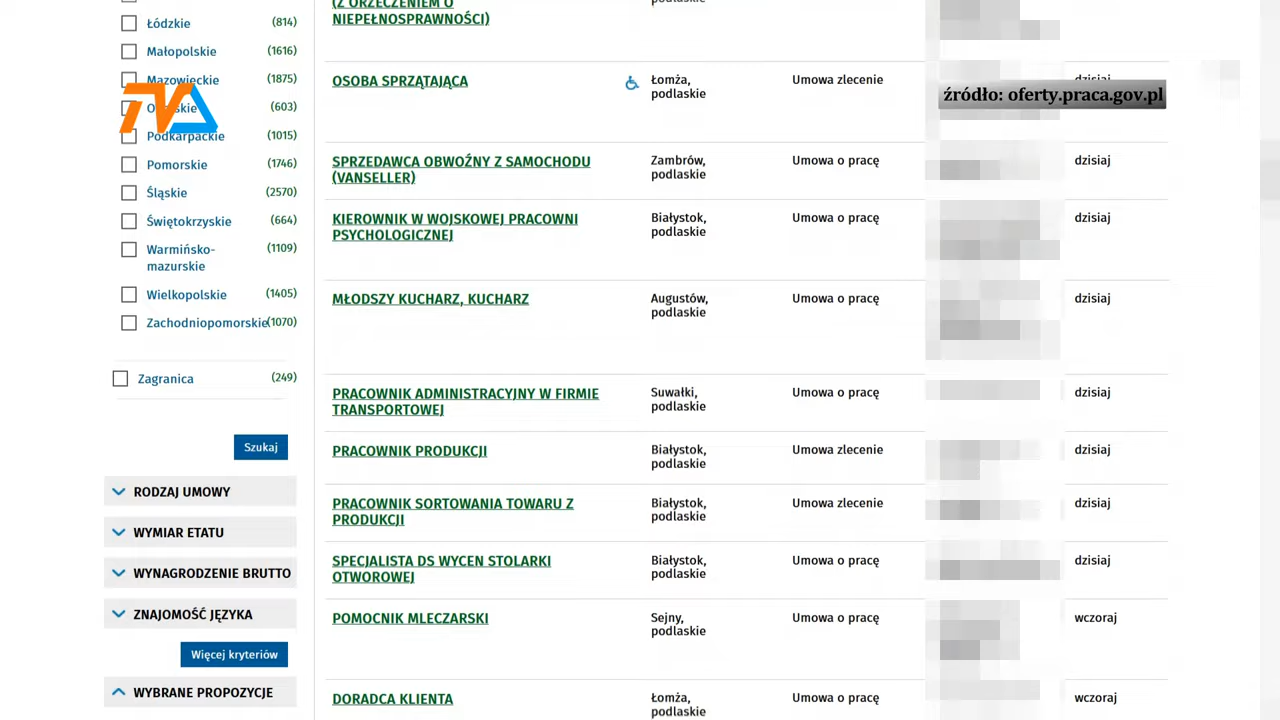 Łódzkie (814)
Małopolskie (1616)
Mazowieckie (1875)
(603)
Podkarpackie (1015)
Pomorskie (1746)
Śląskie (2570)
Świętokrzyskie (664)
Warmińsko- (1109)
mazurskie
Wielkopolskie (1405)
Zachodniopomorskie (1070)
Zagranica (249)
Szukaj
RODZAJ UMOWY
WYMIAR ETATU
WYNAGRODZENIE BRUTTO
ZNAJOMOŚĆ JĘZYKA
Więcej kryteriów
WYBRANE PROPOZYCJE
(Z ORZECZENIEM O
NIEPEŁNOSPRAWNOŚCI)
podlaskie
OSOBA SPRZĄTAJĄCA Łomża, Umowa zlecenie dzisiaj
podlaskie
źródło: oferty.praca.gov.pl
SPRZEDAWCA OBWOŹNY Z SAMOCHODU Zambrów, Umowa o pracę dzisiaj
(VANSELLER) podlaskie
KIEROWNIK W WOJSKOWEJ PRACOWNI Białystok, Umowa o pracę dzisiaj
PSYCHOLOGICZNEJ podlaskie
MŁODSZY KUCHARZ, KUCHARZ Augustów, Umowa o pracę dzisiaj
podlaskie
PRACOWNIK ADMINISTRACYJNY W FIRMIE Suwałki, Umowa o pracę dzisiaj
TRANSPORTOWEJ podlaskie
PRACOWNIK PRODUKCJI Białystok, Umowa zlecenie dzisiaj
podlaskie
PRACOWNIK SORTOWANIA TOWARU Z Białystok, Umowa zlecenie dzisiaj
PRODUKCJI podlaskie
SPECJALISTA DS WYCEN STOLARKI Białystok, Umowa o pracę dzisiaj
OTWOROWEJ podlaskie
POMOCNIK MLECZARSKI Sejny, Umowa o pracę wczoraj
podlaskie
DORADCA KLIENTA Łomża, Umowa o pracę wczoraj
podlaskie